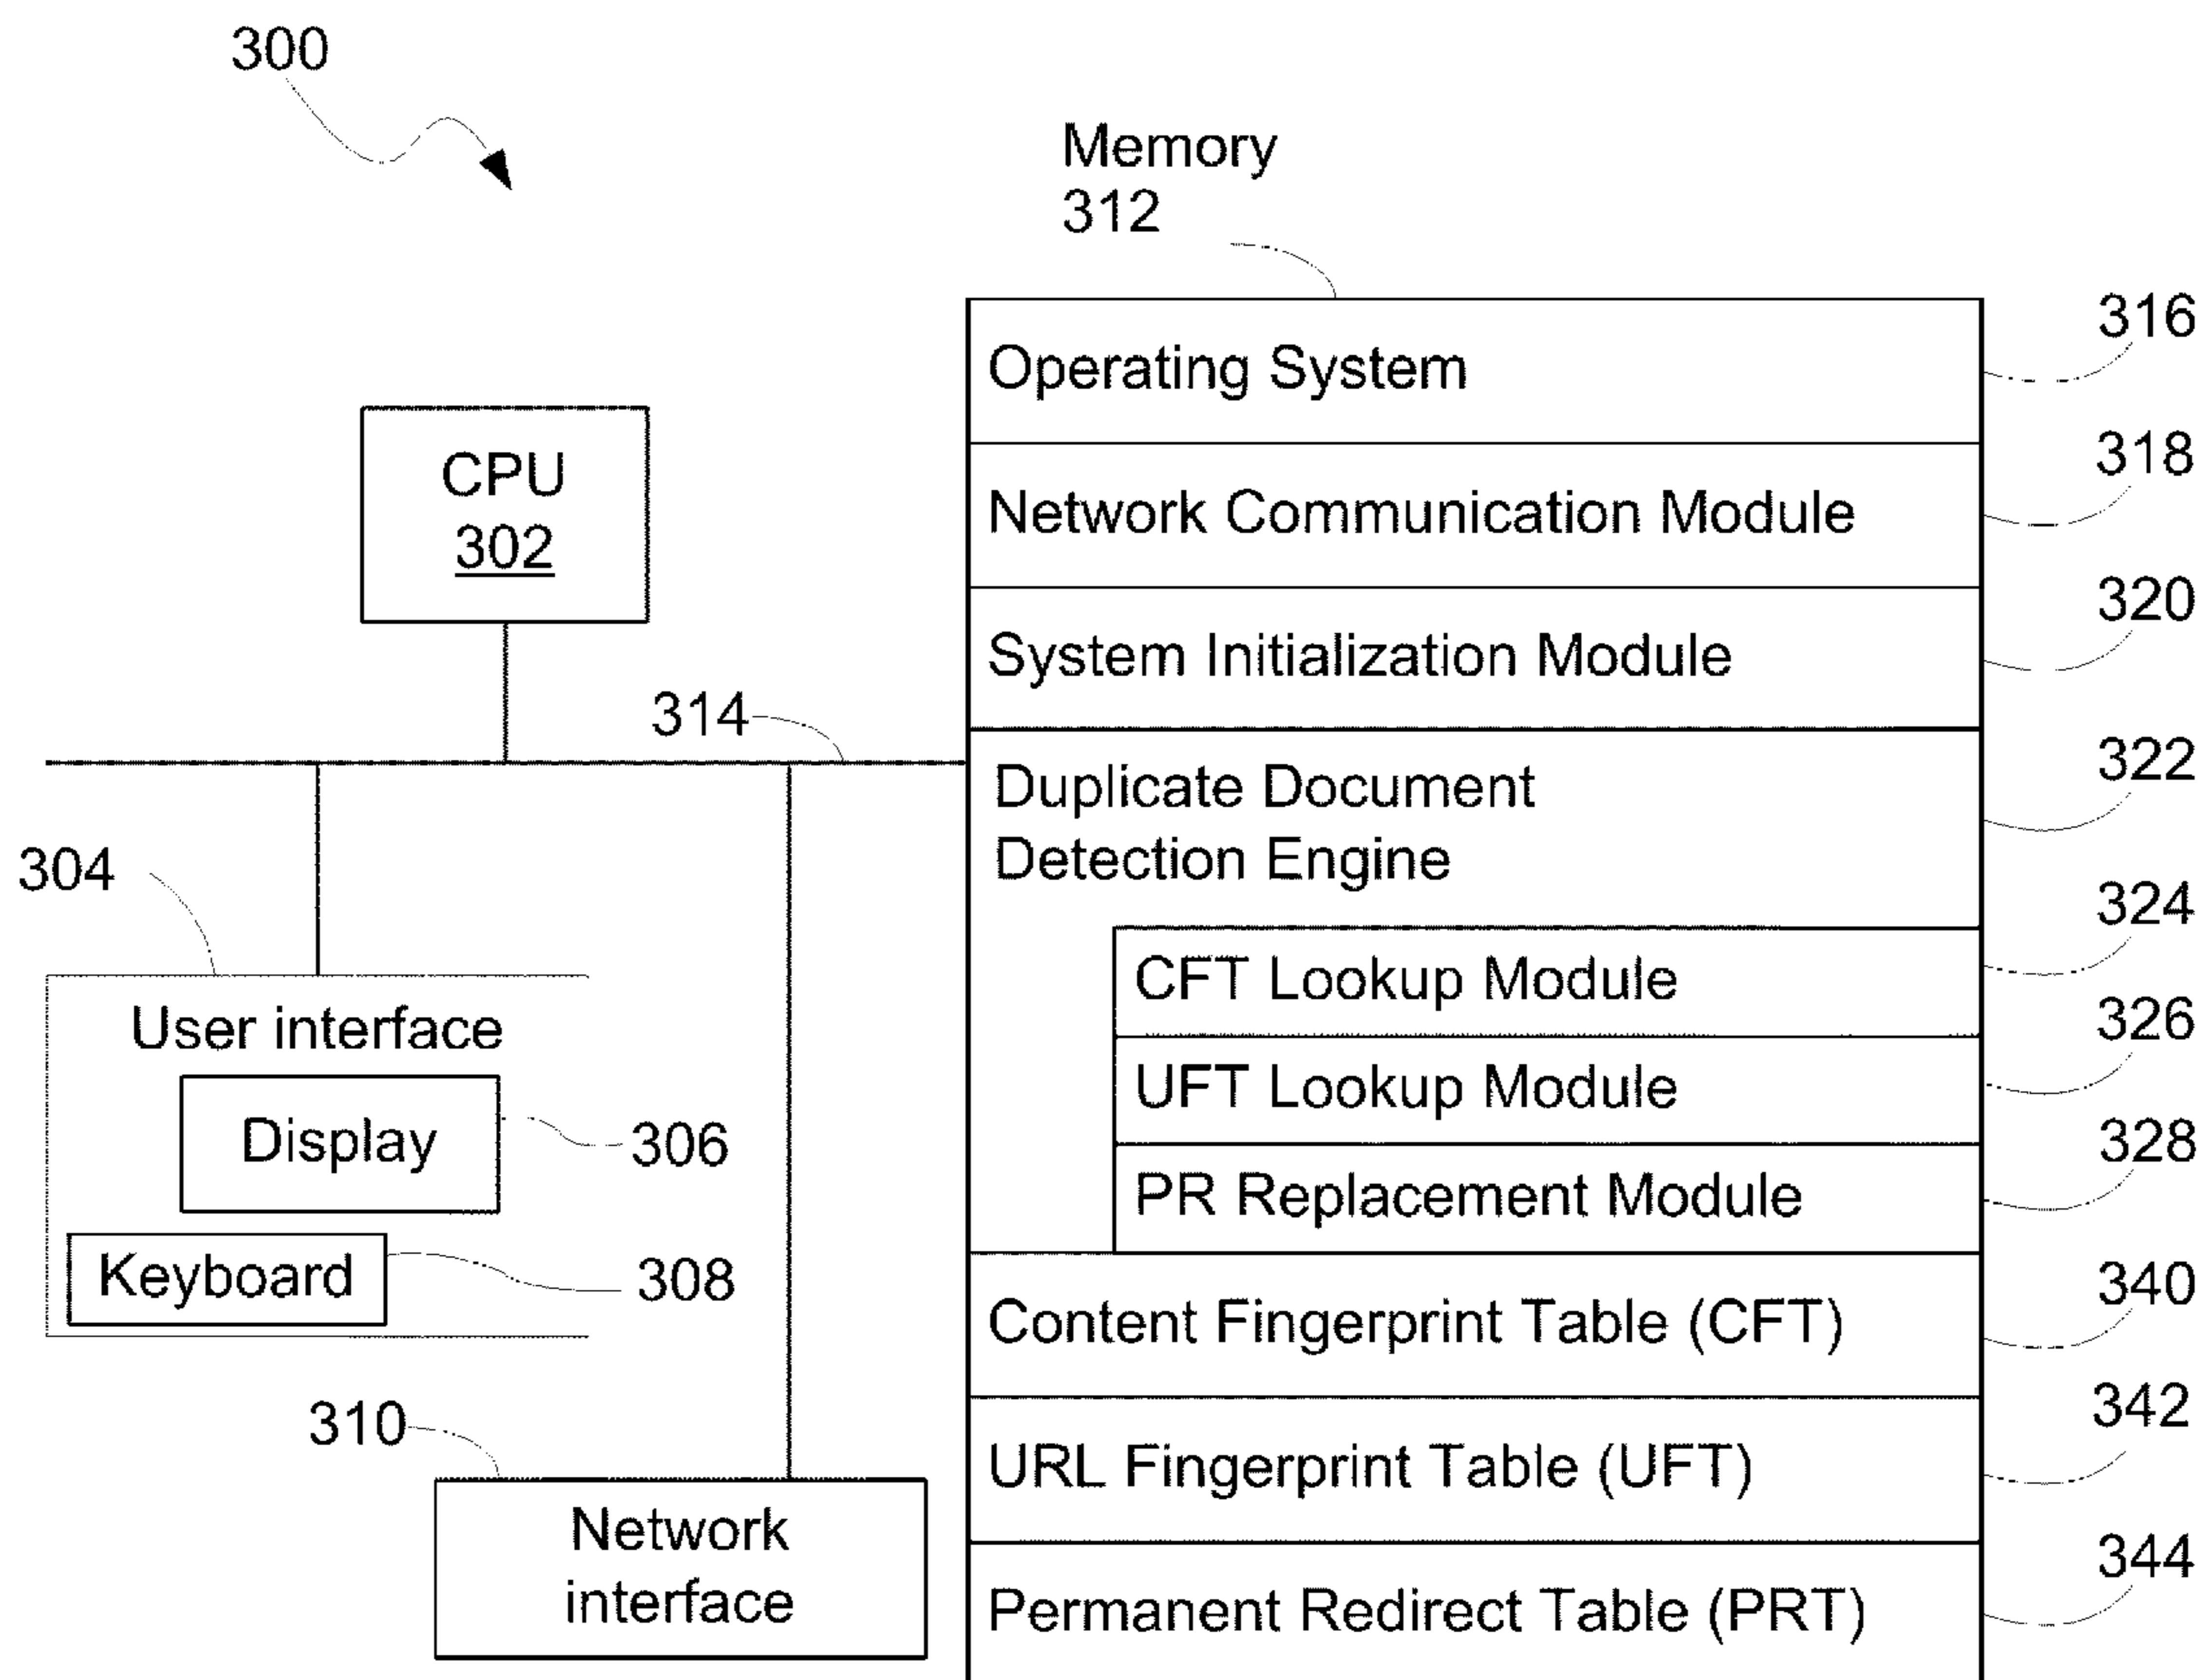 300
Memory
312
316
Operating System
318
CPU
302
Network Communication Module
320
System Initialization Module
314
322
Duplicate Document
Detection Engine
304
324
CFT Lookup Module
User interface
326
UFT Lookup Module
Display
306
328
PR Replacement Module
Keyboard
308
340
Content Fingerprint Table (CFT)
310
342
URL Fingerprint Table (UFT)
Network
interface
344
Permanent Redirect Table (PRT)